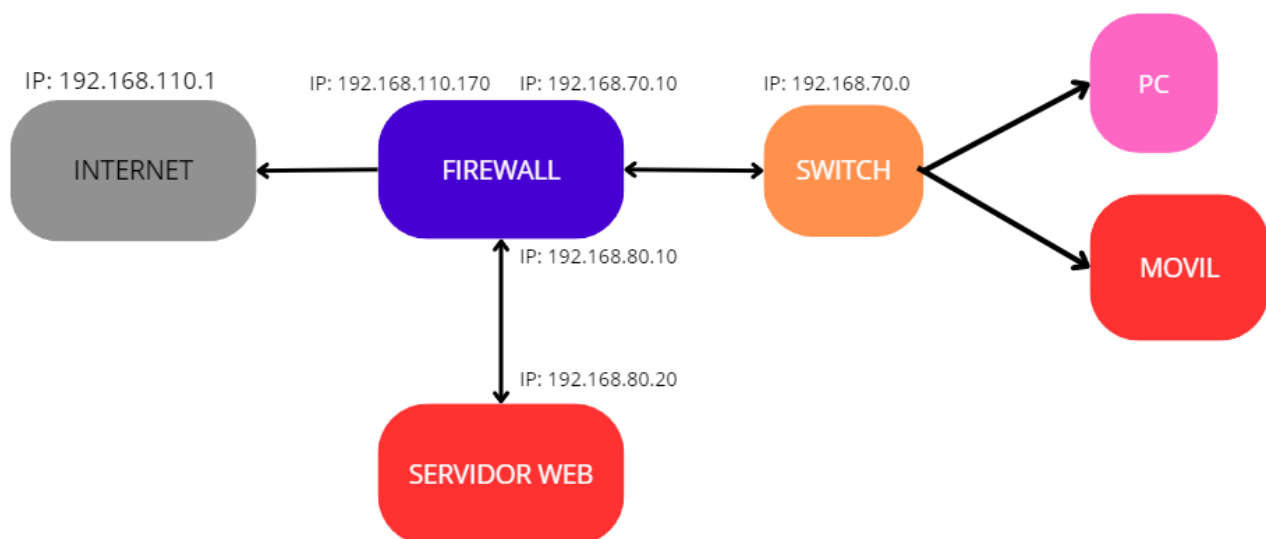 IP: 192.168.110.1
IP: 192.168.110.170
IP: 192.168.70.10
IP: 192.168.70.0
PC
INTERNET
FIREWALL
SWITCH
MOVIL
IP: 192.168.80.10
IP: 192.168.80.20
SERVIDOR WEB